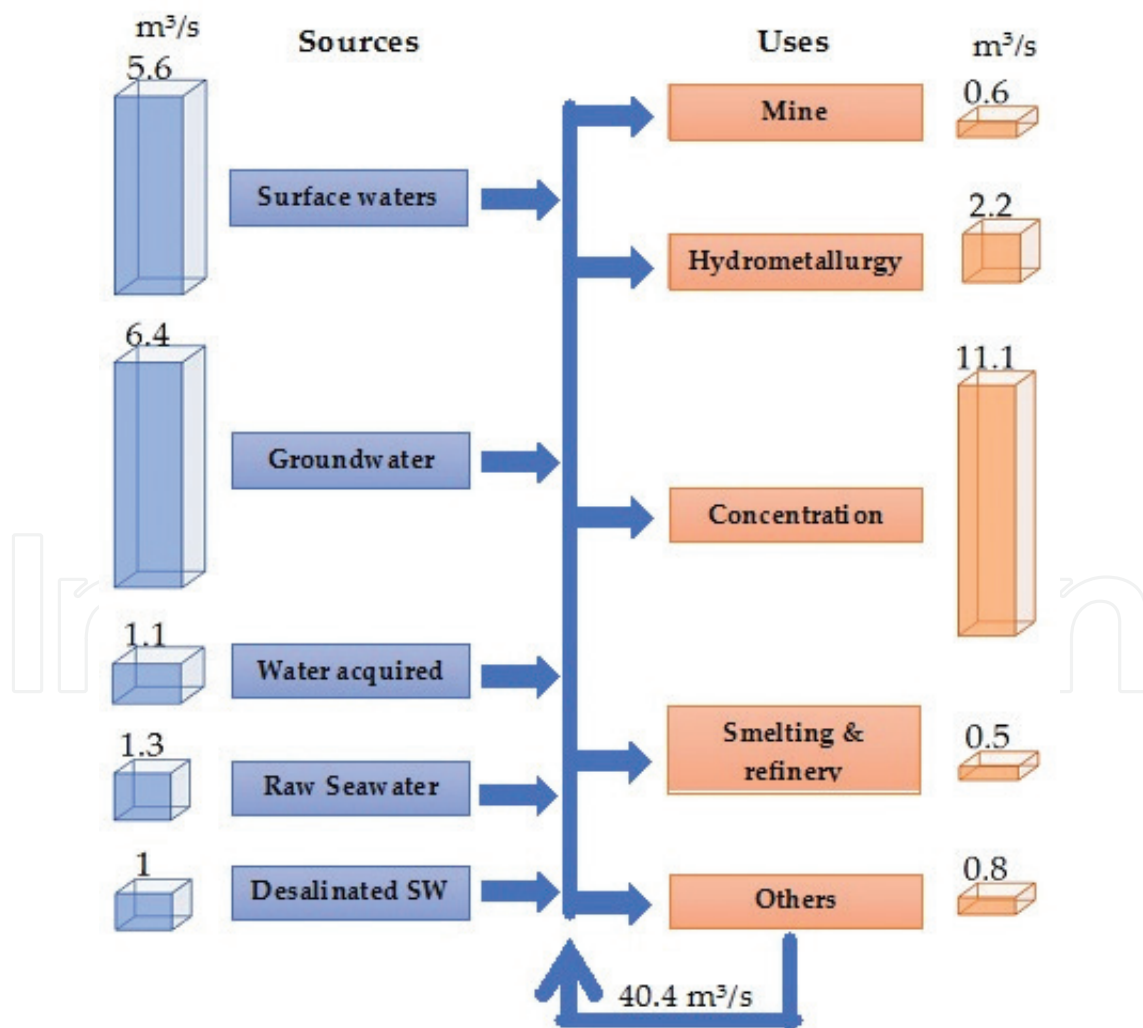 m³/s
Sources
Uses
m³/s
5.6
Surface waters
6.4
Groundwater
1.1
Water acquired
1.3
Raw Seawater
1
Desalinated SW
Mine
0.6
Hydrometallurgy
2.2
Concentration
11.1
Smelting &
refinery
0.5
Others
0.8
40.4 m³/s